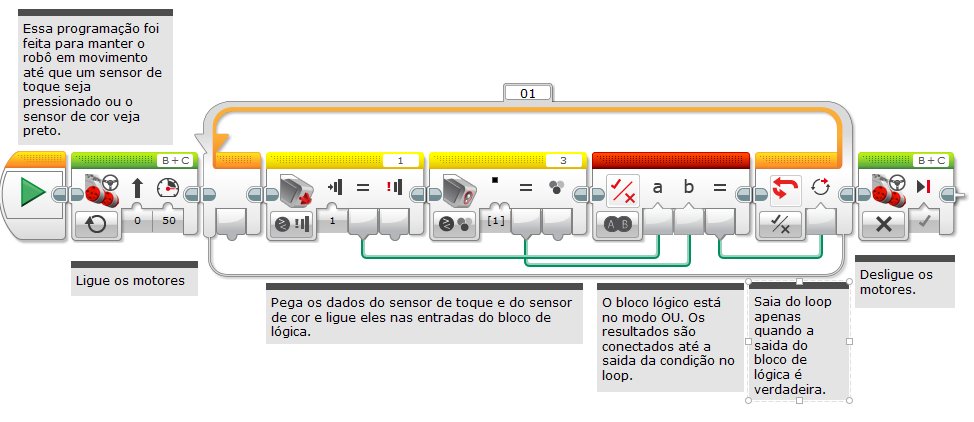 Essa programação foi
feita para manter o
robô em movimento
até que um sensor de
toque seja
pressionado ou o
sensor de cor veja
preto.
01
B + C
1
3
B + C
a b =
0 50
1
[1]
A B
Ligue os motores
Pega os dados do sensor de toque e do sensor
de cor e ligue eles nas entradas do bloco de
lógica.
O bloco lógico está
no modo OU. Os
resultados são
conectados até a
saida da condição no
loop.
Saia do loop
apenas
quando a
saida do
bloco de
lógica é
verdadeira.
Desligue os
motores.